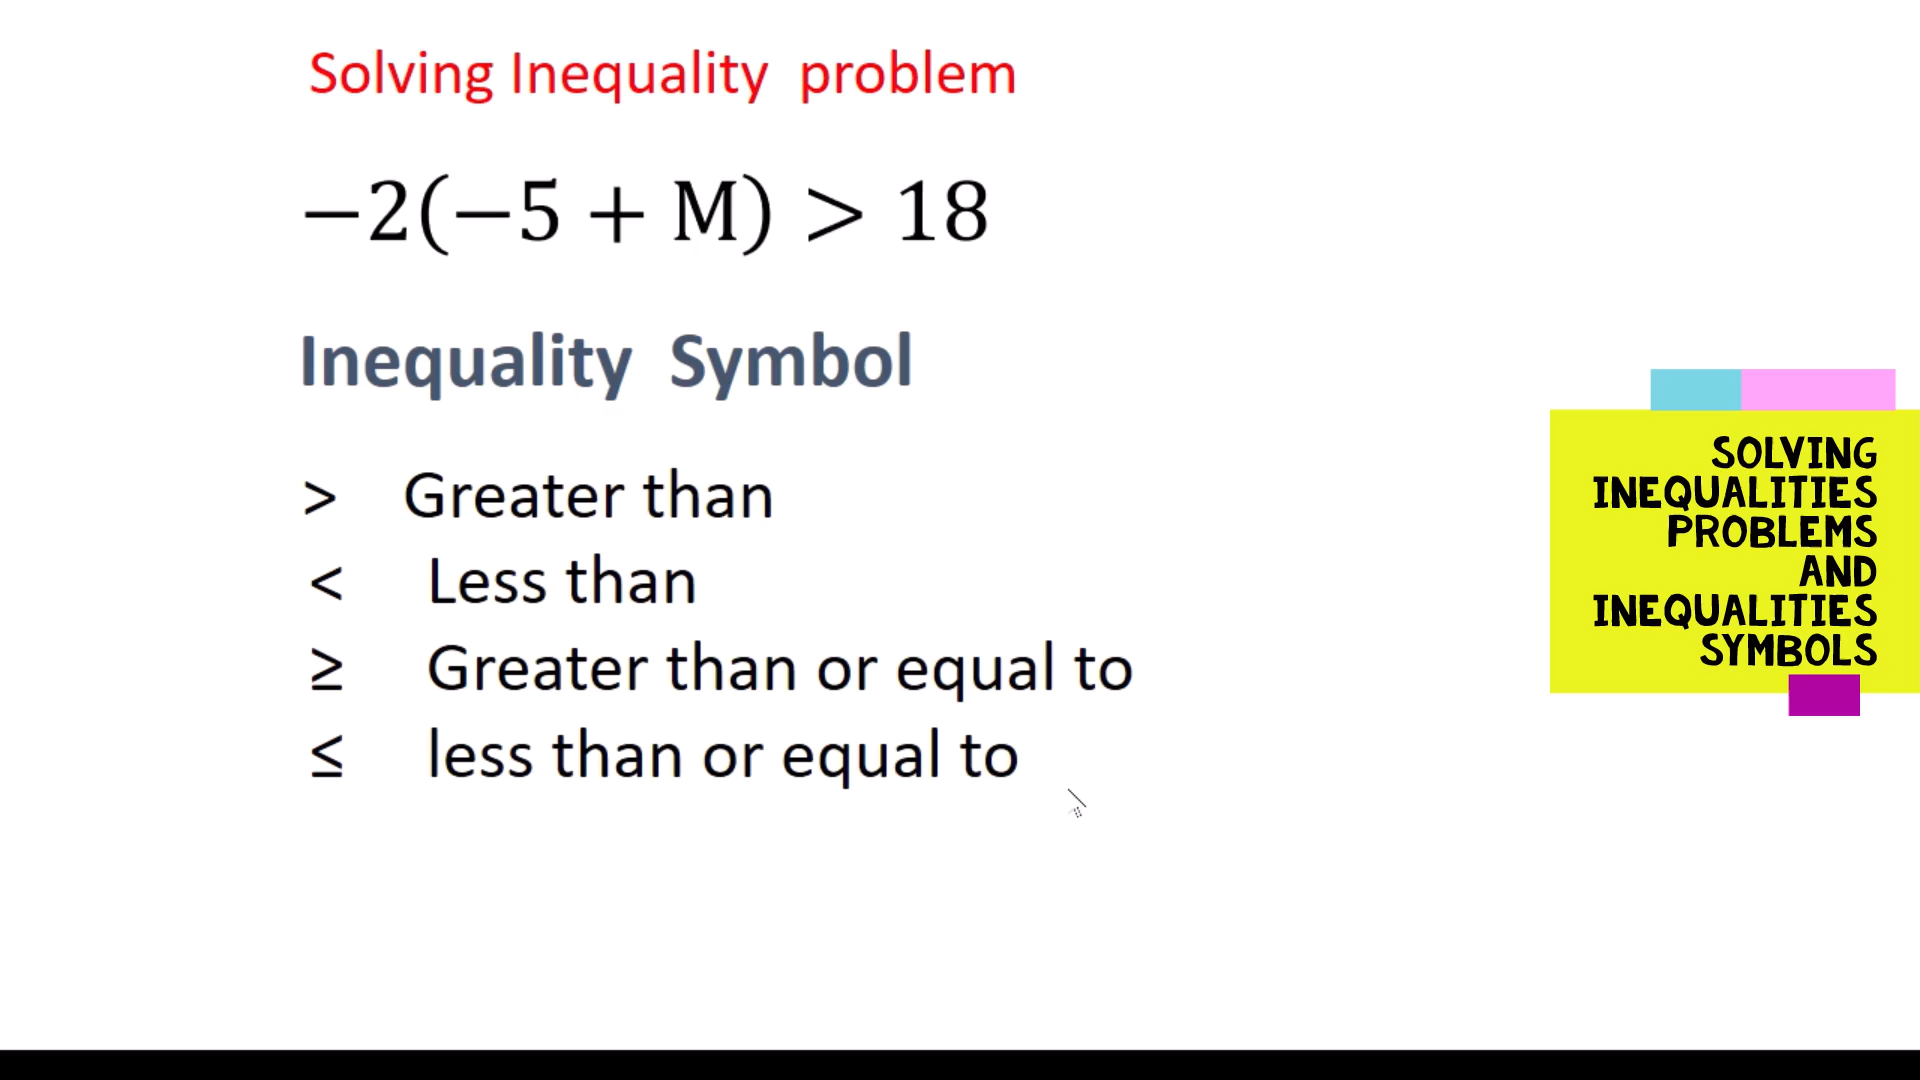 Solving Inequality problem
−2(−5 + M) > 18
Inequality Symbol
> Greater than
< Less than
≥ Greater than or equal to
≤ less than or equal to
SOLVING
INEQUALITIES
PROBLEMS
AND
INEQUALITIES
SYMBOLS